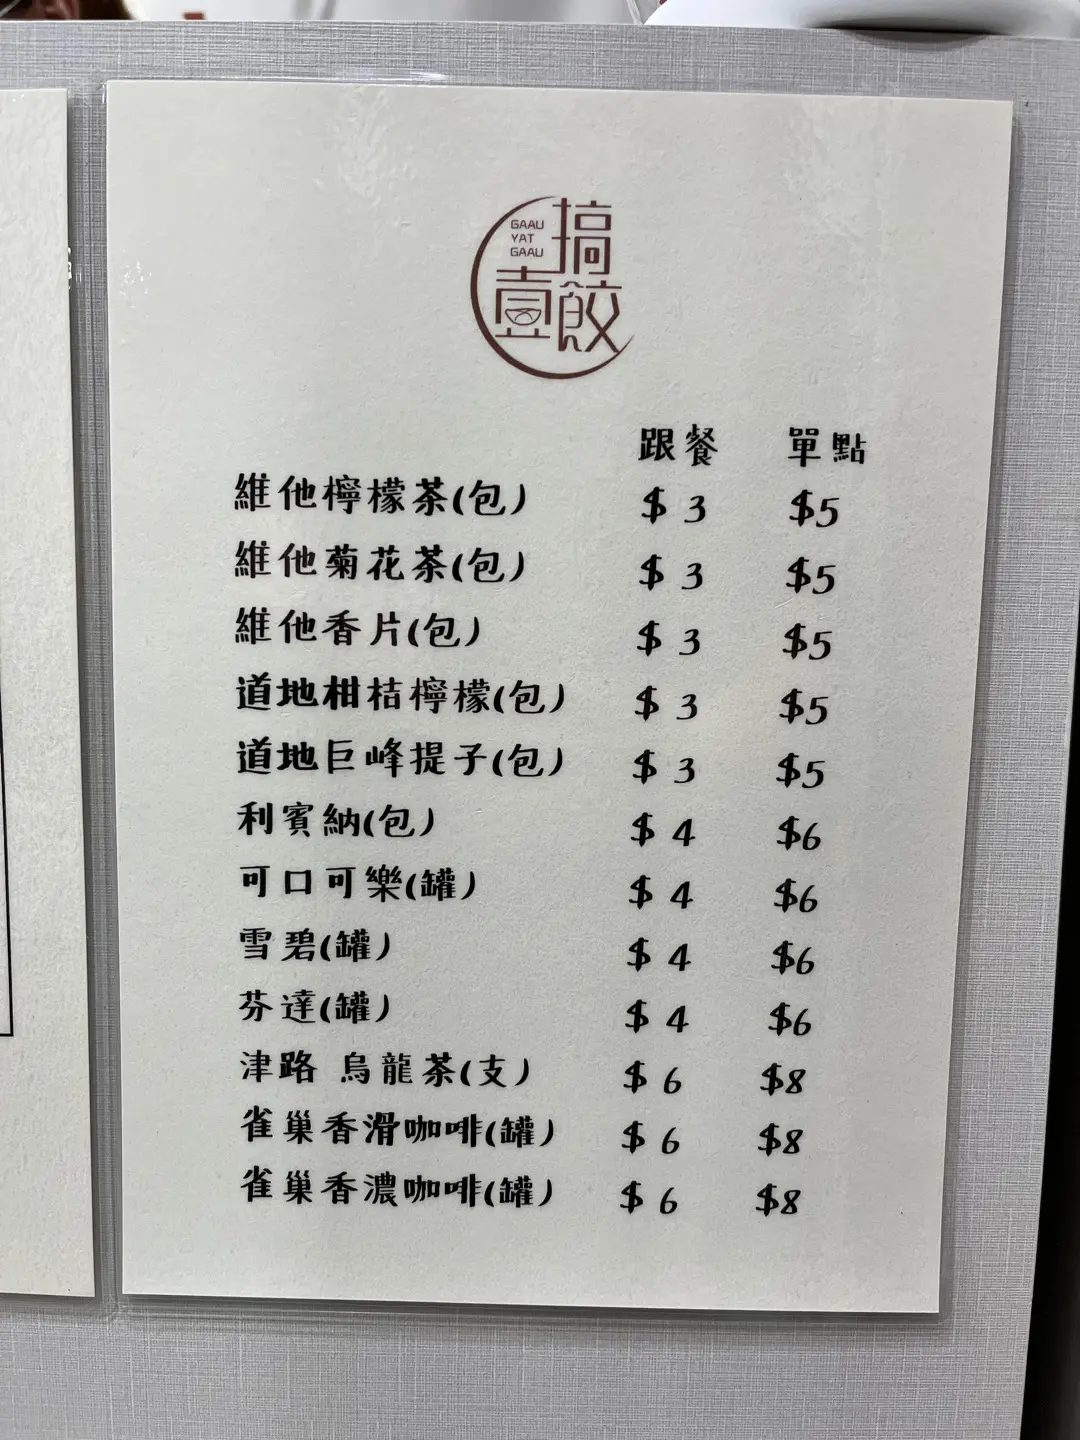 GAAU
YAT
GAAU
搞
壹餃
跟餐 單點
維他檸檬茶(包) $3 $5
維他菊花茶(包) $3 $5
維他香片(包) $3 $5
道地柑桔檸檬(包) $3 $5
道地巨峰提子(包) $3 $5
利賓納(包) $4 $6
可口可樂(罐) $4 $6
雪碧(罐) $4 $6
芬達(罐) $4 $6
津路 烏龍茶(支) $6 $8
雀巢香滑咖啡(罐) $6 $8
雀巢香濃咖啡(罐) $6 $8